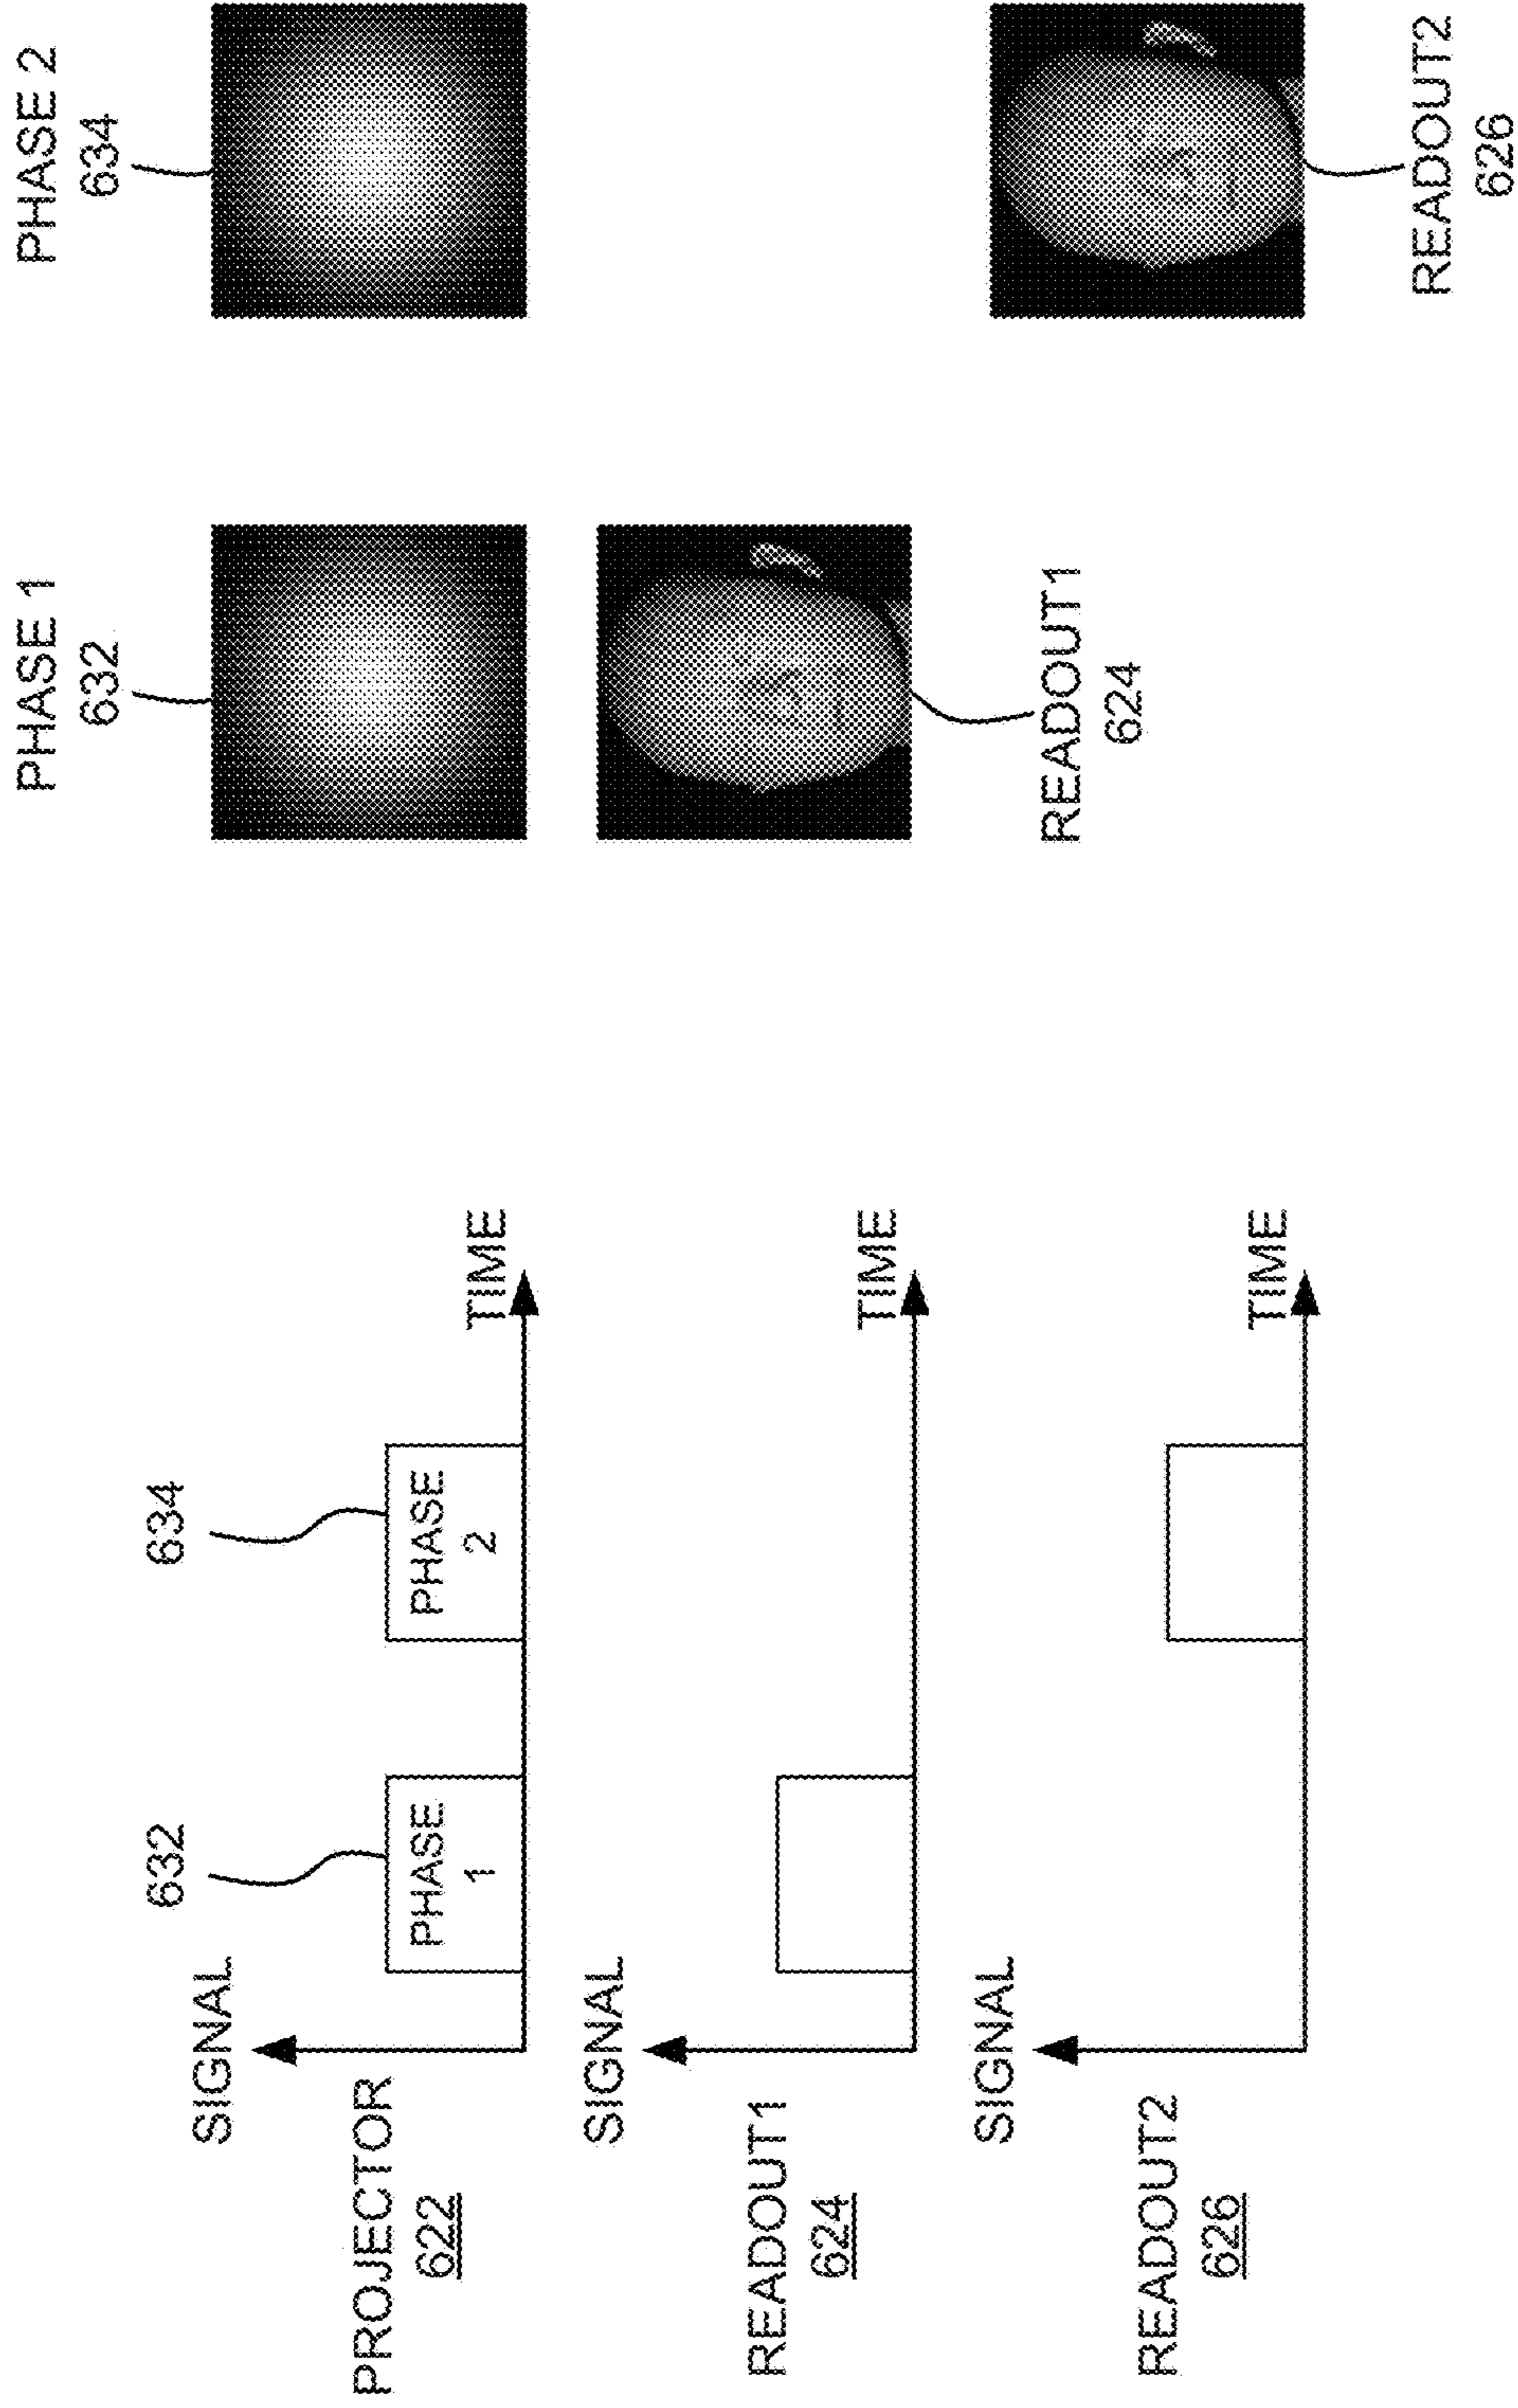 SIGNAL
PROJECTOR
622
632
634
PHASE
1
PHASE
2
TIME
SIGNAL
READOUT1
624
TIME
SIGNAL
READOUT2
626
TIME
PHASE 1
632
PHASE 2
634
READOUT1
624
READOUT2
626